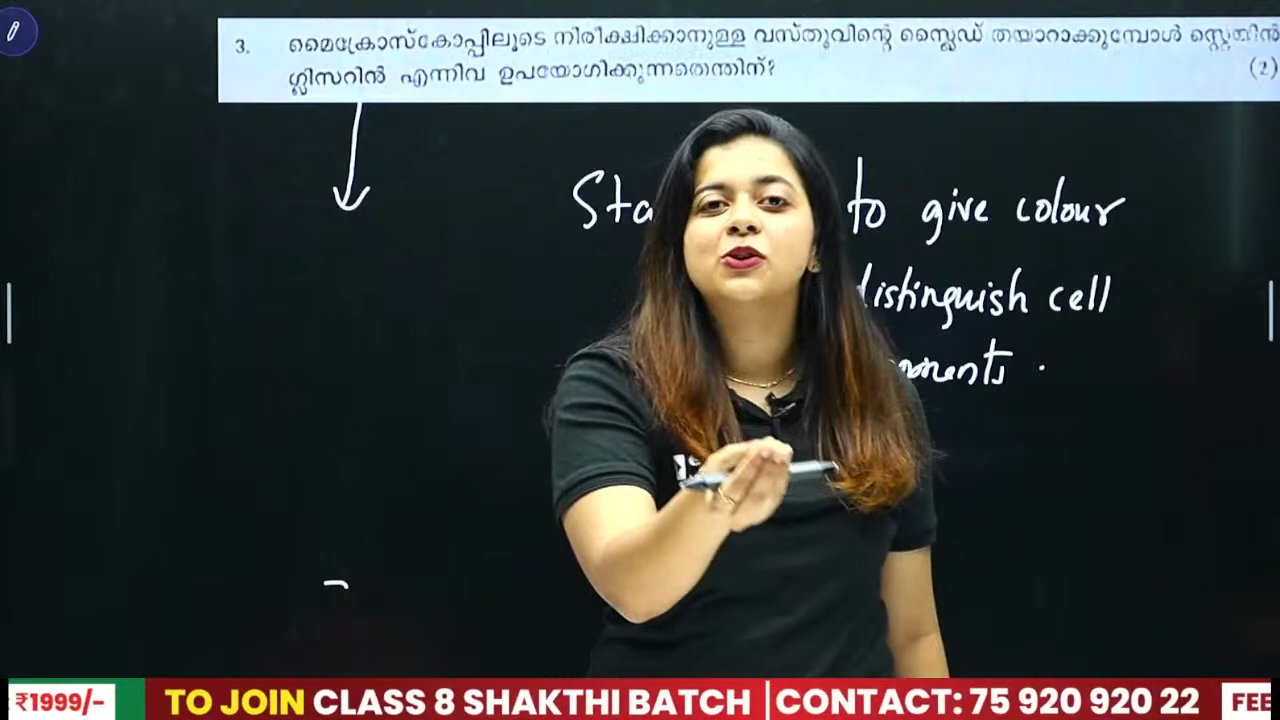 3. മൈക്രോസ്കോപ്പിലൂടെ നിരീക്ഷിക്കാനുള്ള വസ്തുവിന്റെ സ്ലൈഡ് തയാറാക്കുമ്പോൾ സ്റ്റെയിൻ
ഗ്ലിസറിൻ എന്നിവ ഉപയോഗിക്കുന്നതെന്തിന്? (2)
Sta to give colour
distinguish cell
₹1999/- TO JOIN CLASS 8 SHAKTHI BATCH | CONTACT: 75 920 920 22 FEE